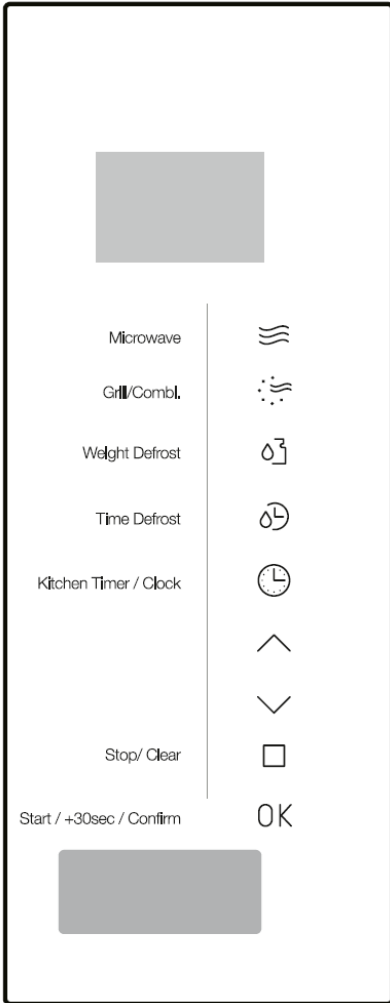 Microwave
Grill/Combi.
Weight Defrost
Time Defrost
Kitchen Timer / Clock
Stop/ Clear
Start / +30sec / Confirm OK